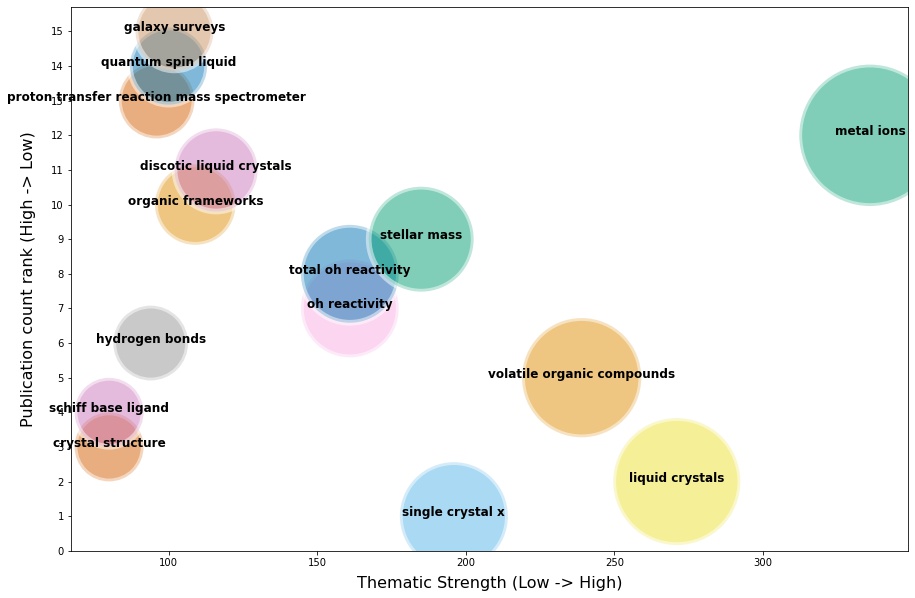 15
galaxy surveys
14
quantum spin liquid
13
proton transfer reaction mass spectrometer
12
metal ions
11
discotic liquid crystals
10
organic frameworks
9
stellar mass
8
total oh reactivity
7
oh reactivity
6
hydrogen bonds
5
volatile organic compounds
4
schiff base ligand
3
crystal structure
2
liquid crystals
1
single crystal x
0
Publication count rank (High -> Low)
100 150 200 250 300
Thematic Strength (Low -> High)